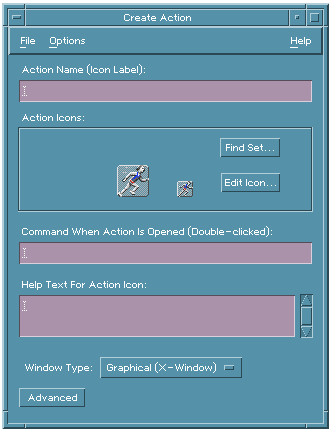 Create Action
File Options Help
Action Name (Icon Label):
Action Icons:
Find Set...
Edit Icon...
Command When Action Is Opened (Double-clicked):
Help Text For Action Icon:
Window Type: Graphical (X-Window)
Advanced